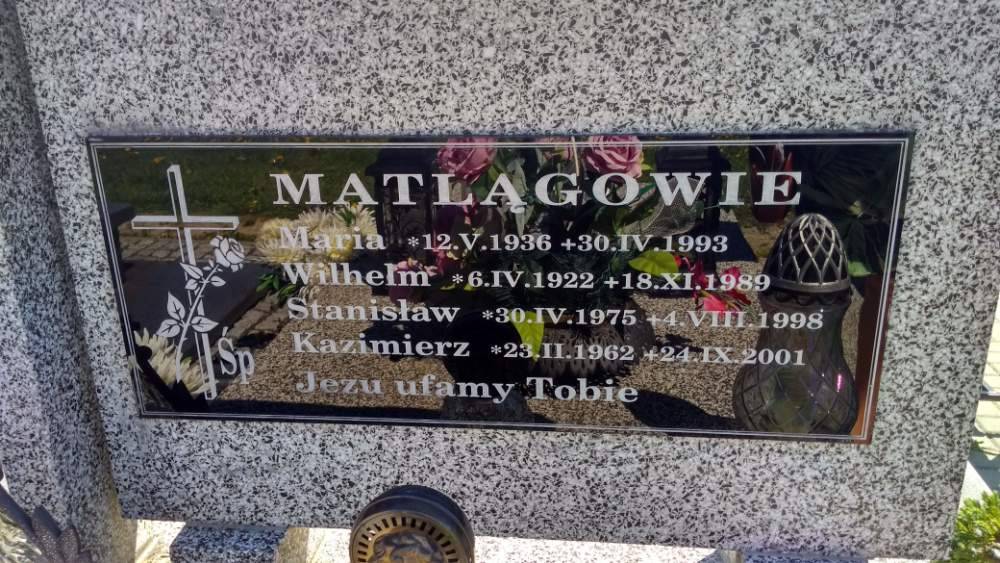 MATLĄGOWIE
Maria *12.V.1936 +30.IV.1993
Wilhelm *6.IV.1922 +18.XI.1989
Stanisław *30.IV.1975 +4.VIII.1998
Kazimierz *23.II.1962 +24.IX.2001
Śp
Jezu ufamy Tobie